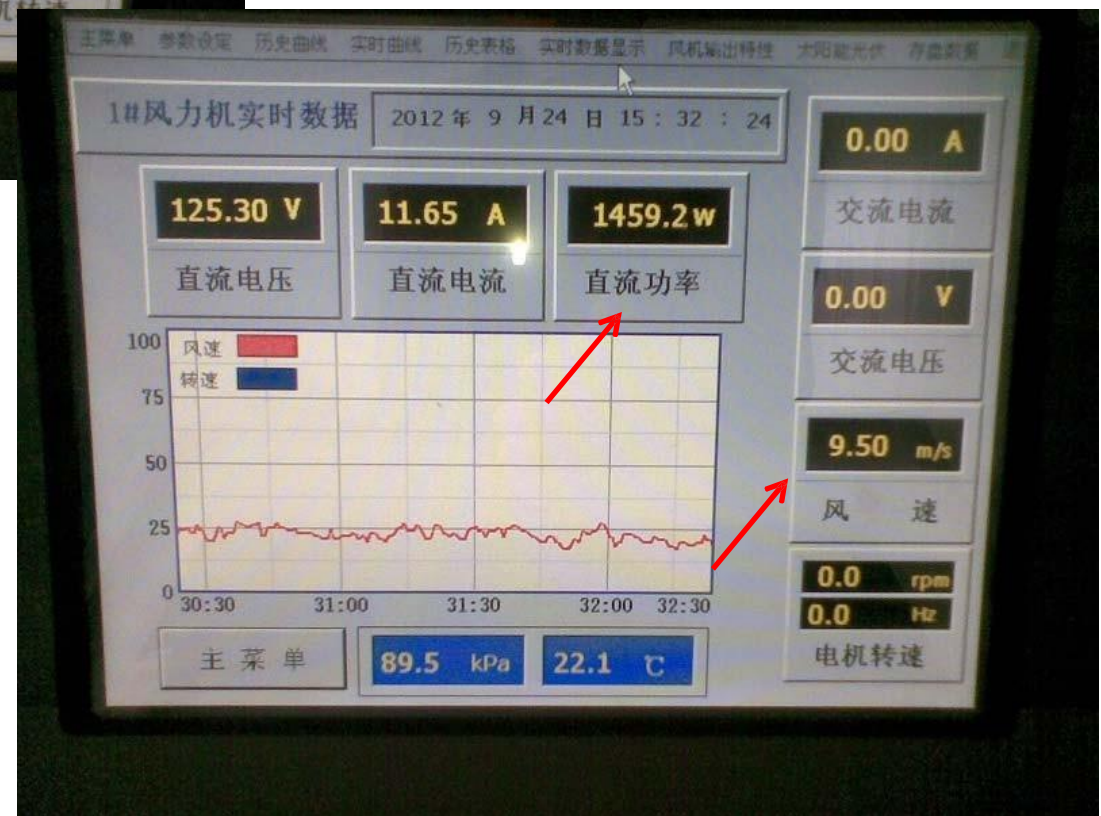 主菜单 参数设定 历史曲线 实时曲线 历史表格 实时数据显示 风机输出特性 太阳能光伏 存盘数据
1#风力机实时数据 2012 年 9 月 24 日 15 : 32 : 24
0.00 A
交流电流
125.30 V
直流电压
11.65 A
直流电流
1459.2 w
直流功率
0.00 V
交流电压
9.50 m/s
风 速
0.0 rpm
0.0 Hz
电机转速
风速
转速
100
75
50
25
0
30:30 31:00 31:30 32:00 32:30
主菜单
89.5 kPa
22.1 ℃